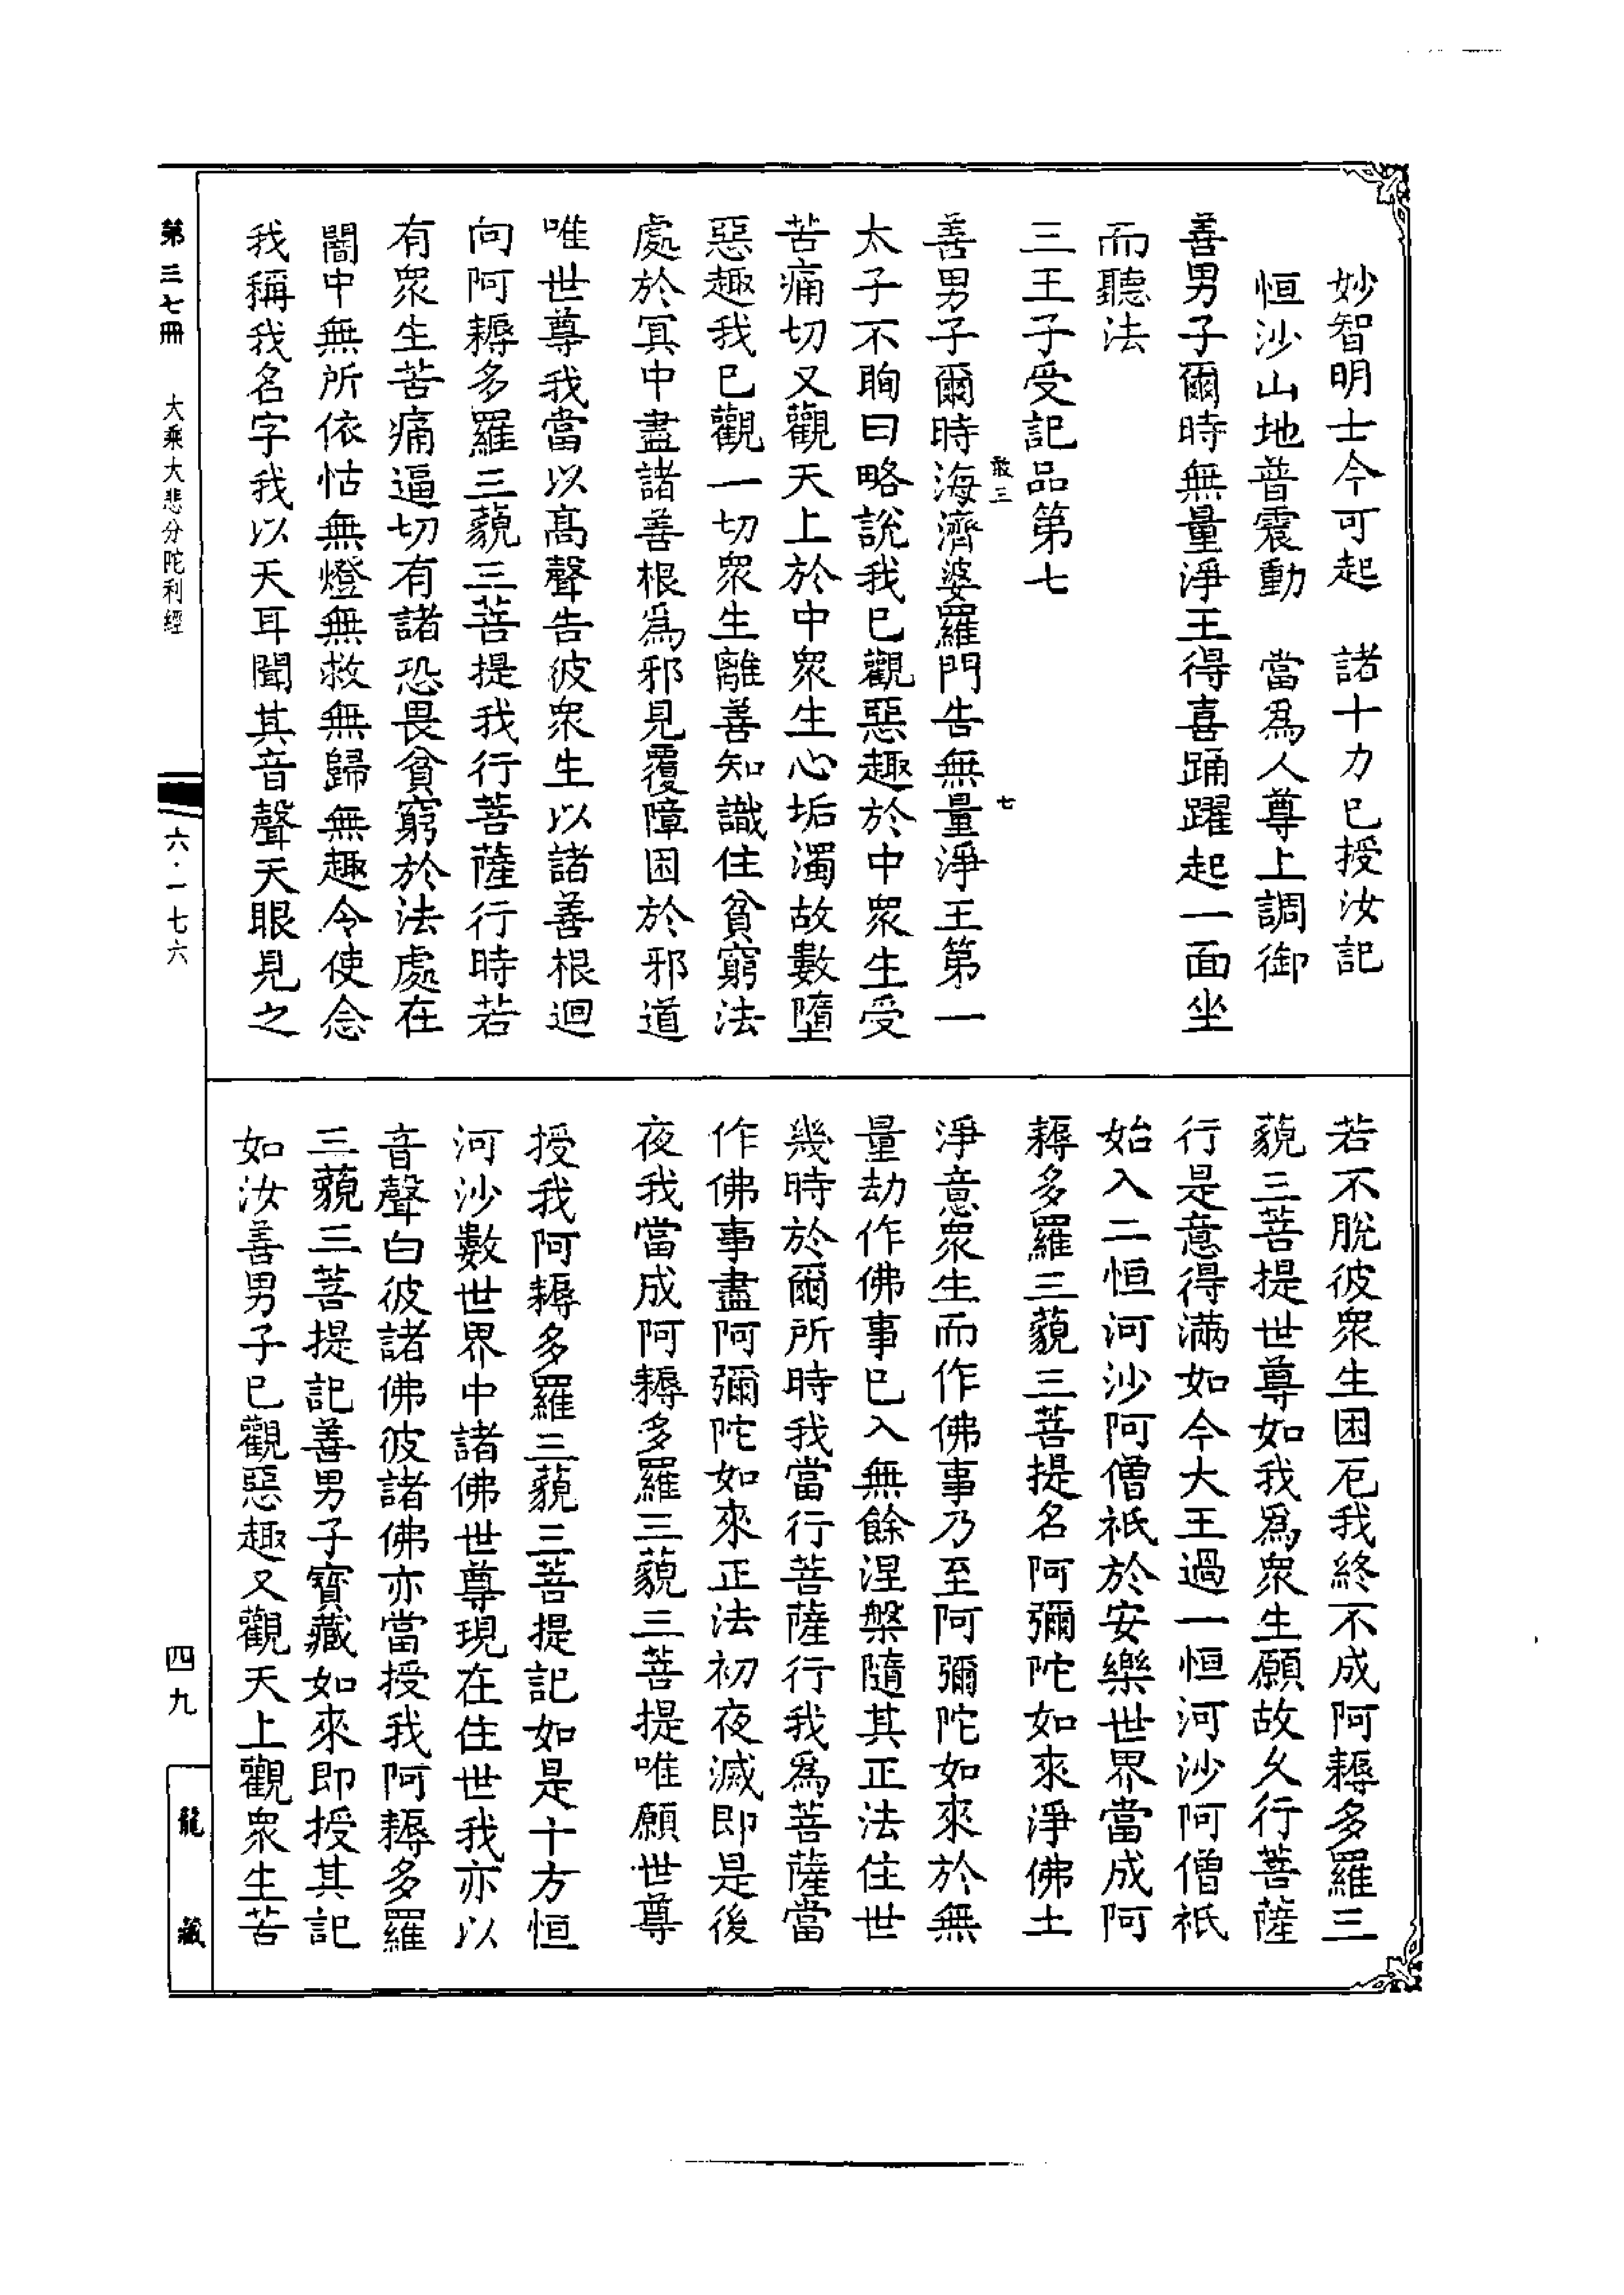 妙智明士今可起　諸十力已授汝記
恒沙山地普震動　當爲人尊上調御
善男子爾時無量淨王得喜踊躍起一面坐
而聽法
三王子受記品第七
敢三
七
善男子爾時海濟婆羅門告無量淨王第一
太子不眴曰略說我已觀惡趣於中衆生受
苦痛切又觀天上於中衆生心垢濁故數墮
惡趣我已觀一切衆生離善知識住貧窮法
處於冥中盡諸善根爲邪見覆障困於邪道
唯世尊我當以高聲告彼衆生以諸善根迴
向阿耨多羅三藐三菩提我行菩薩行時若
有衆生苦痛逼切有諸恐畏貧窮於法處在
闇中無所依怙無燈無救無歸無趣令使念
我稱我名字我以天耳聞其音聲天眼見之
若不脫彼衆生困厄我終不成阿耨多羅三
藐三菩提世尊如我爲衆生願故久行菩薩
行是意得滿如今大王過一恒河沙阿僧祇
始入二恒河沙阿僧祇於安樂世界當成阿
耨多羅三藐三菩提名阿彌陀如來淨佛土
淨意衆生而作佛事乃至阿彌陀如來於無
量劫作佛事已入無餘涅槃隨其正法住世
幾時於爾所時我當行菩薩行我爲菩薩當
作佛事盡阿彌陀如來正法初夜滅即是後
夜我當成阿耨多羅三藐三菩提唯願世尊
授我阿耨多羅三藐三菩提記如是十方恒
河沙數世界中諸佛世尊現在住世我亦以
音聲白彼諸佛彼諸佛亦當授我阿耨多羅
三藐三菩提記善男子寶藏如來即授其記
如汝善男子已觀惡趣又觀天上觀衆生苦
第三七冊　大乘大悲分陀利經
六·一七六
四九
龍藏